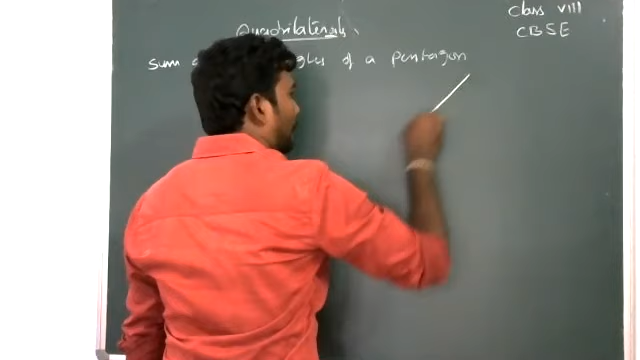 Class VIII
CBSE
Quadrilaterals
Sum of a pentagon